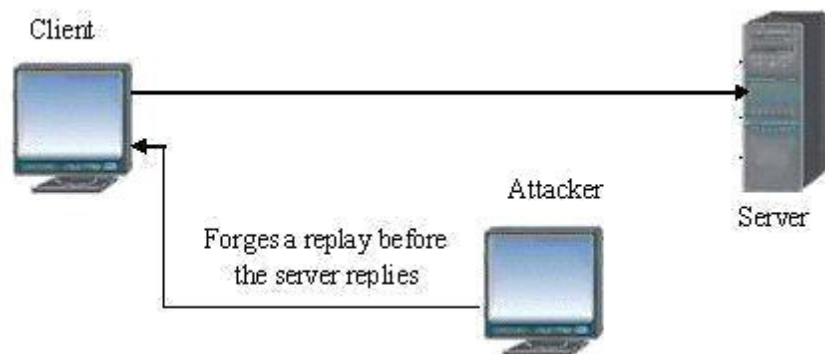 Client
Attacker
Server
Forges a replay before
the server replies